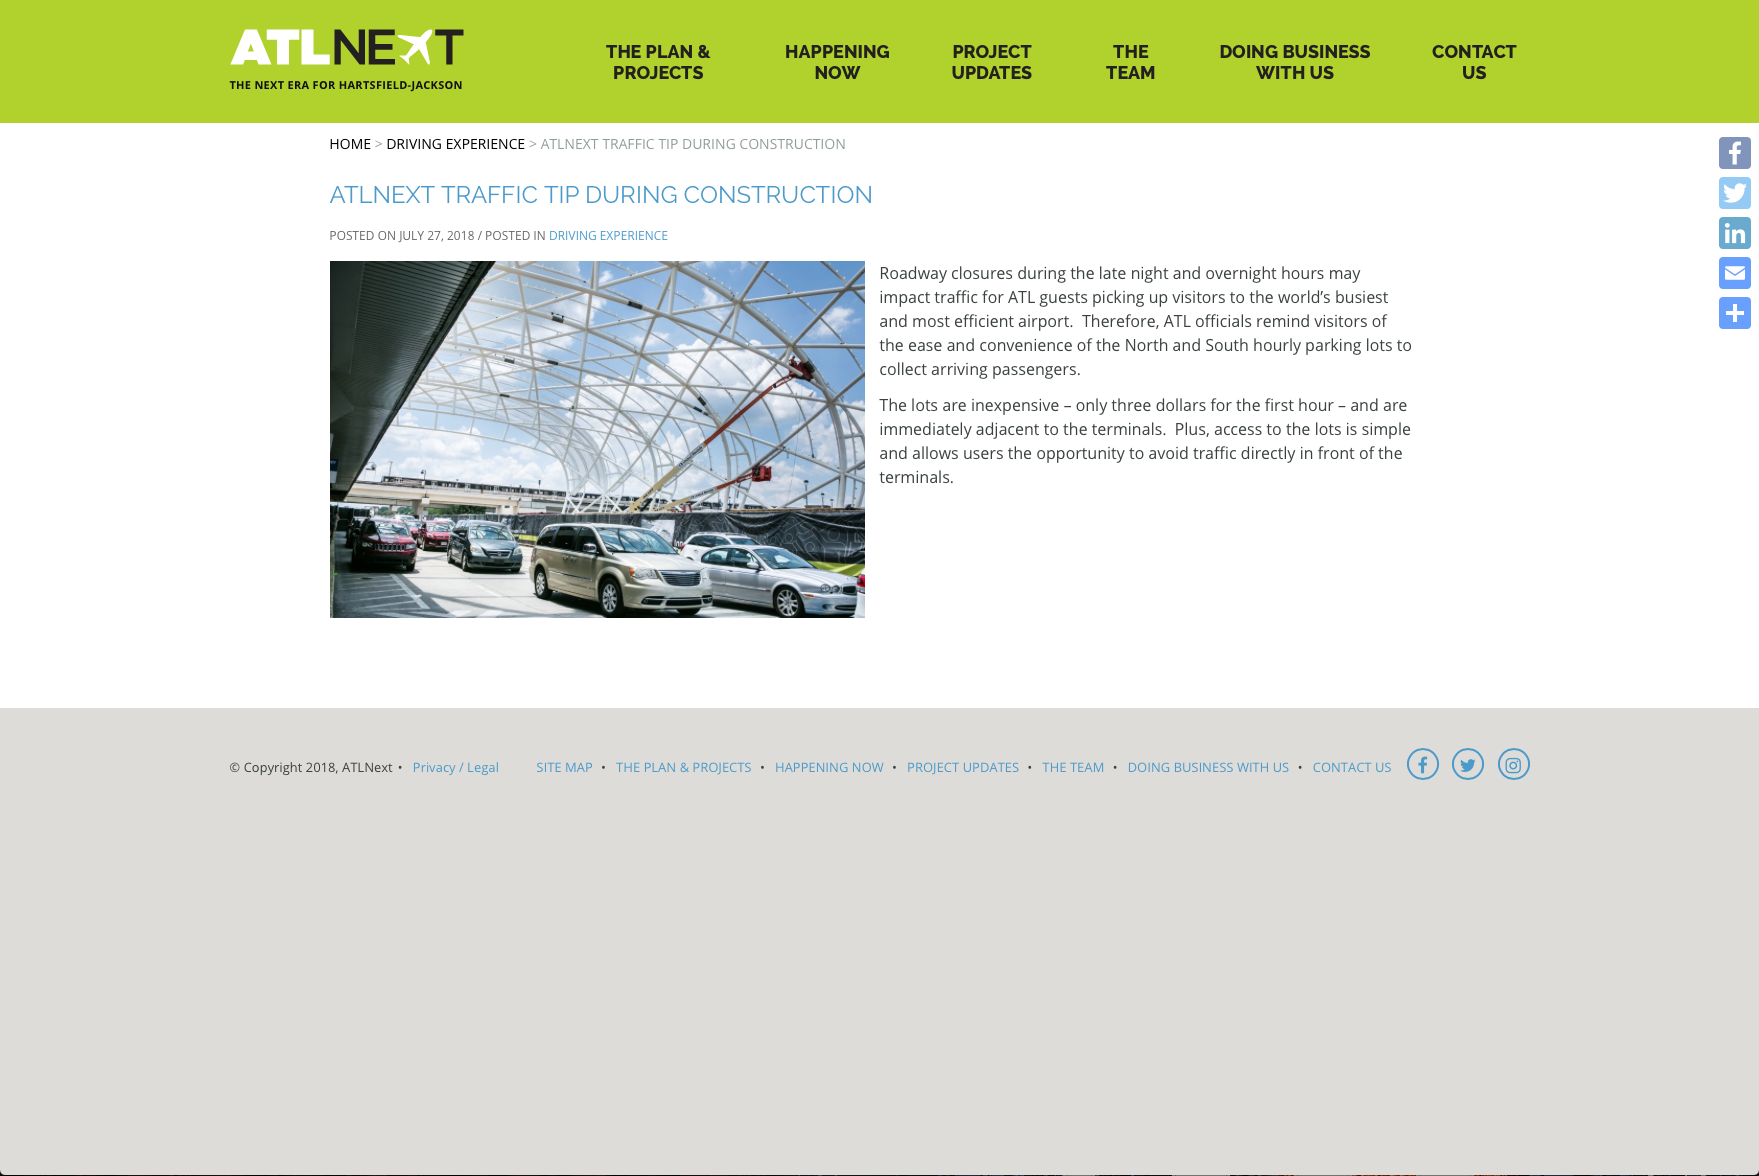 ATLNEXT
THE NEXT ERA FOR HARTSFIELD-JACKSON
THE PLAN &
PROJECTS
HAPPENING
NOW
PROJECT
UPDATES
THE
TEAM
DOING BUSINESS
WITH US
CONTACT
US
HOME > DRIVING EXPERIENCE > ATLNEXT TRAFFIC TIP DURING CONSTRUCTION
ATLNEXT TRAFFIC TIP DURING CONSTRUCTION
POSTED ON JULY 27, 2018 / POSTED IN DRIVING EXPERIENCE
Roadway closures during the late night and overnight hours may
impact traffic for ATL guests picking up visitors to the world’s busiest
and most efficient airport.  Therefore, ATL officials remind visitors of
the ease and convenience of the North and South hourly parking lots to
collect arriving passengers.
The lots are inexpensive – only three dollars for the first hour – and are
immediately adjacent to the terminals.  Plus, access to the lots is simple
and allows users the opportunity to avoid traffic directly in front of the
terminals.
© Copyright 2018, ATLNext • Privacy / Legal
SITE MAP • THE PLAN & PROJECTS • HAPPENING NOW • PROJECT UPDATES • THE TEAM • DOING BUSINESS WITH US • CONTACT US